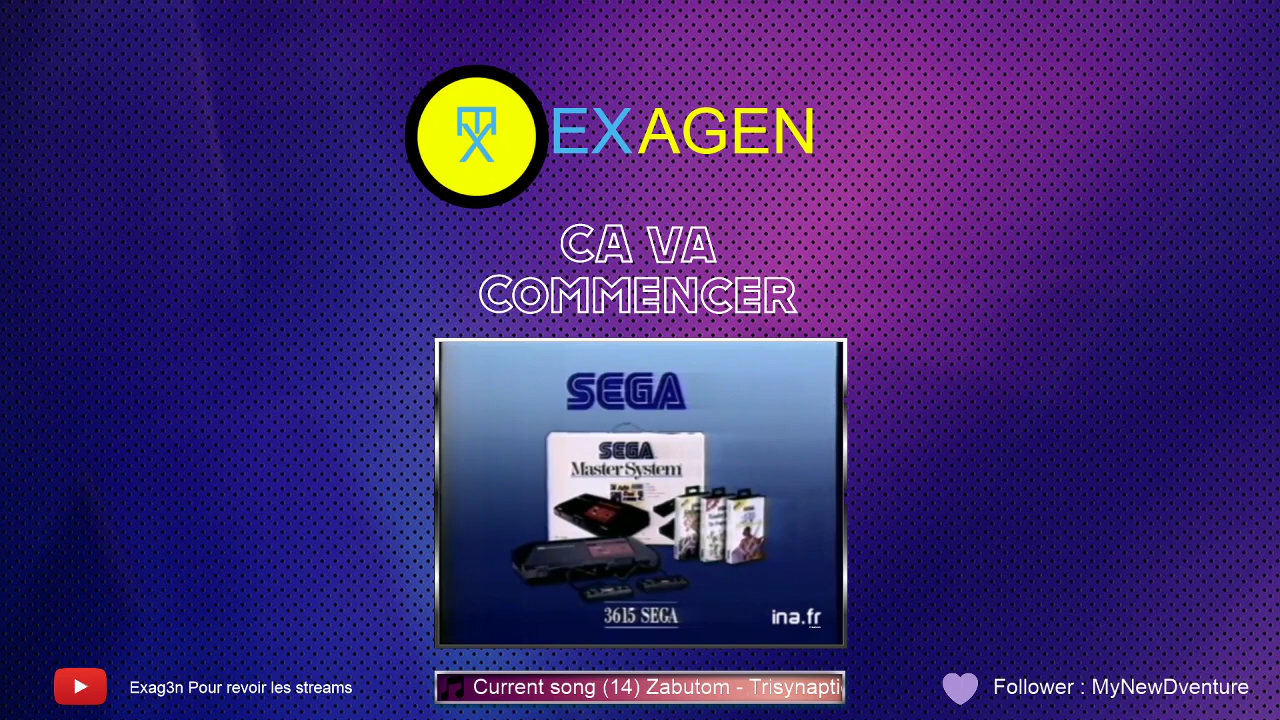 EXAGEN
CA VA
COMMENCER
SEGA
SEGA
Master System
3615 SEGA
ina.fr
Exag3n Pour revoir les streams
Current song (14) Zabutom - Trisynapti
Follower : MyNewDventure